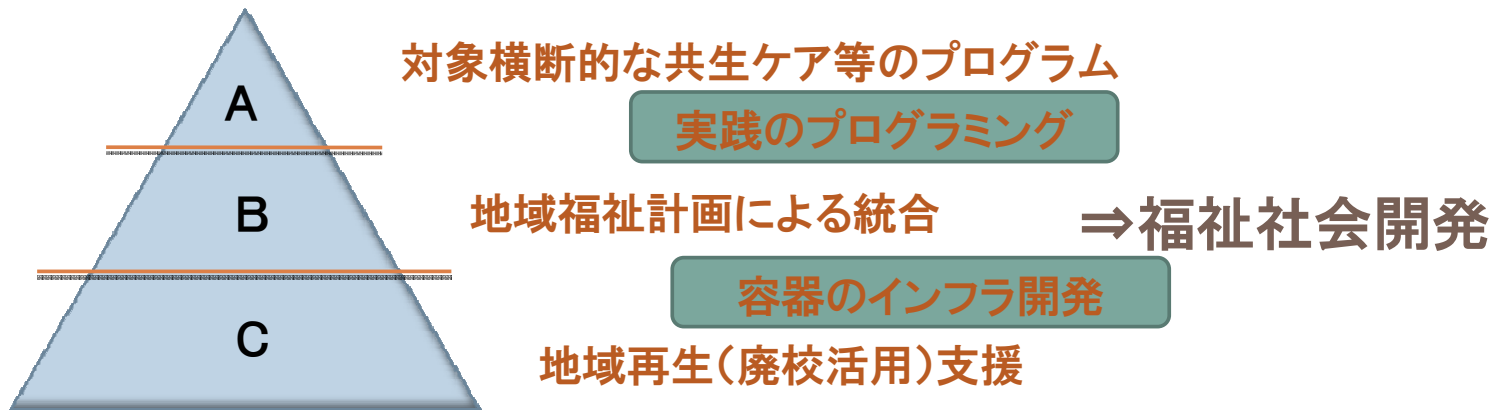 対象横断的な共生ケア等のプログラム
A
実践のプログラミング
B
地域福祉計画による統合
⇒福祉社会開発
容器のインフラ開発
C
地域再生(廃校活用)支援